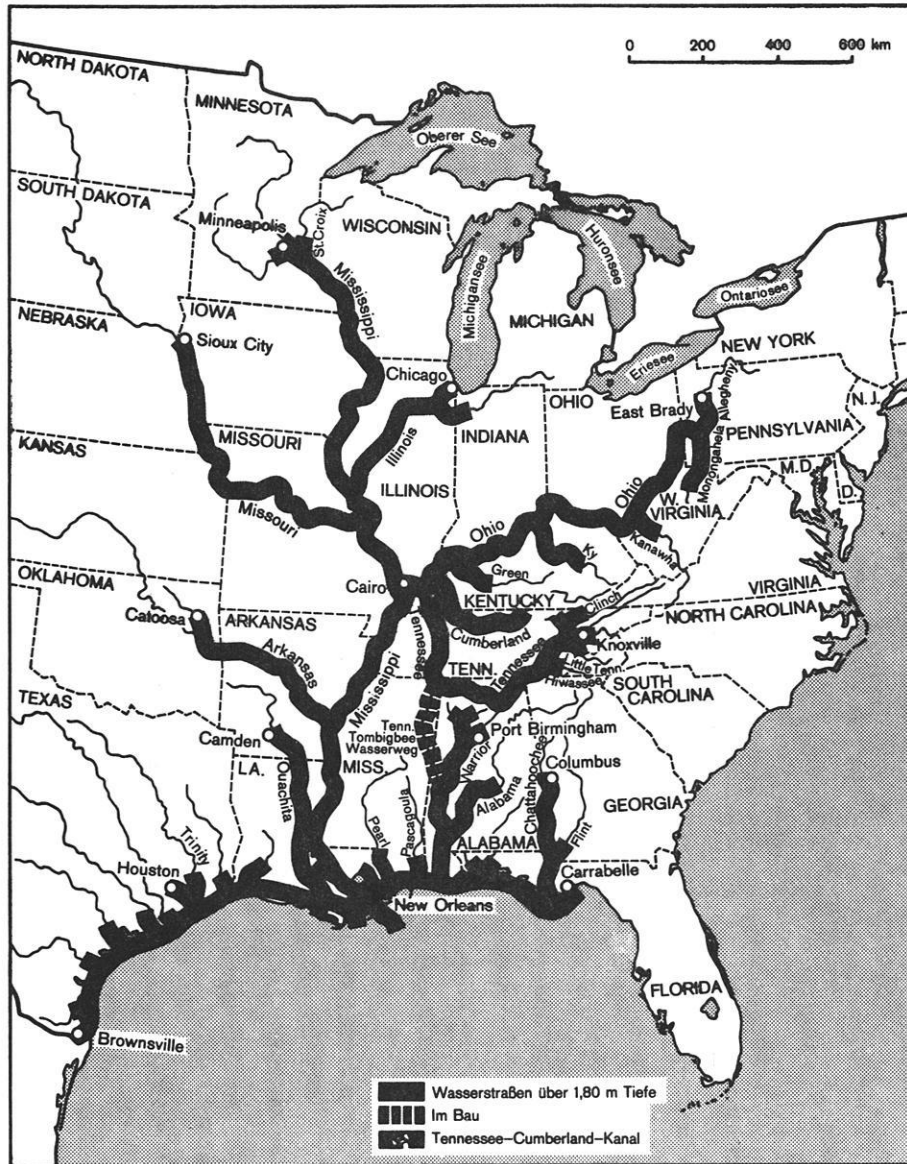 0 200 400 600 km
NORTH DAKOTA
MINNESOTA
Oberer See
SOUTH DAKOTA
Minneapolis
St. Croix
WISCONSIN
Mississippi
Michigansee
Huronsee
MICHIGAN
Ontariosee
Eriesee
NEW YORK
NEBRASKA
IOWA
Sioux City
Chicago
OHIO
East Brady
Allegheny
N.J.
PENNSYLVANIA
Monongahela
M.D.
D.
KANSAS
MISSOURI
Illinois
INDIANA
ILLINOIS
Missouri
Ohio
Ohio
W.
VIRGINIA
Kanawha
Ky
Green
OKLAHOMA
Cairo
KENTUCKY
Clinch
VIRGINIA
NORTH CAROLINA
Catoosa
ARKANSAS
Cumberland
Tennessee
Tennessee
Knoxville
Arkansas
TENN.
Little Tenn.
Hiwassee
SOUTH
CAROLINA
TEXAS
Mississippi
Camden
Tenn.
Tombigbee
Wasserweg
Port Birmingham
Warrior
Columbus
LA.
MISS.
Ouachita
Alabama
Chattahoochee
GEORGIA
Pearl
Pascagoula
ALABAMA
Flint
Trinity
Houston
Carrabelle
New Orleans
FLORIDA
Brownsville
Wasserstraßen über 1,80 m Tiefe
Im Bau
Tennessee-Cumberland-Kanal